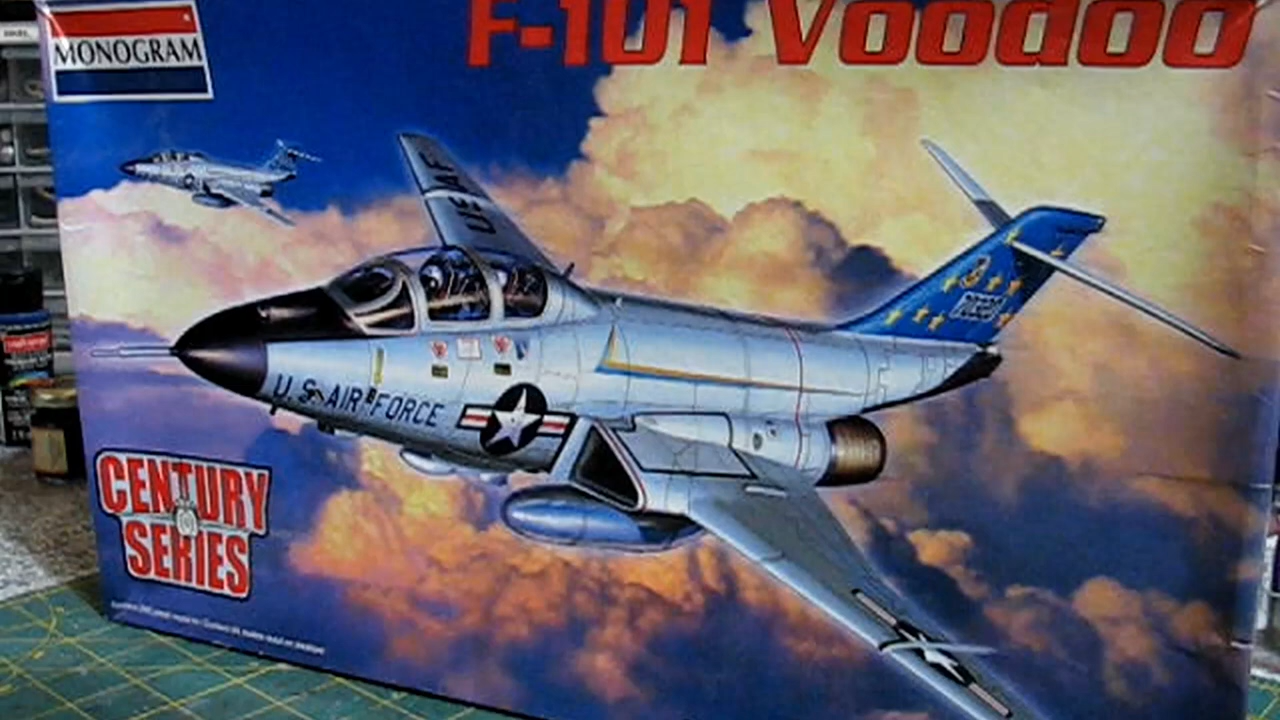 MONOGRAM
F-101 Voodoo
USAF
U.S. AIR FORCE
CENTURY
SERIES